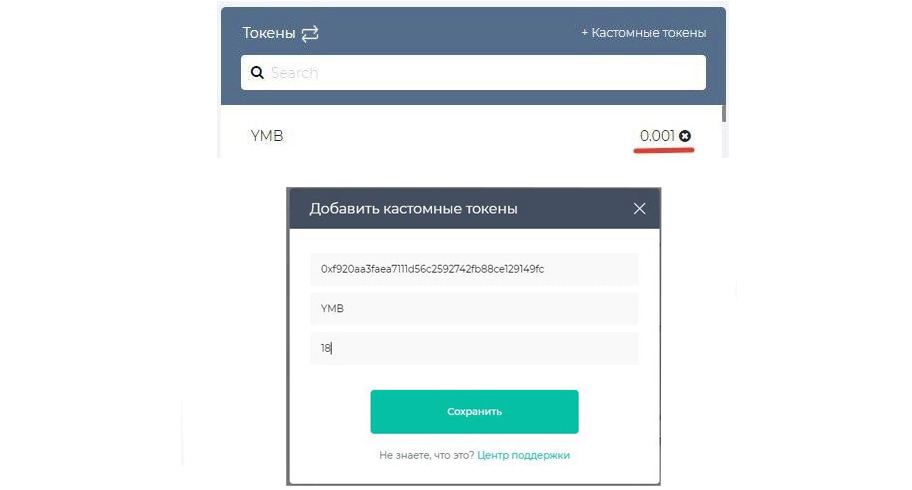 Токены
+ Кастомные токены
Search
YMB 0.001
Добавить кастомные токены
0xf920aa3faea7111d56c2592742fb88ce129149fc
YMB
18
Сохранить
Не знаете, что это? Центр поддержки